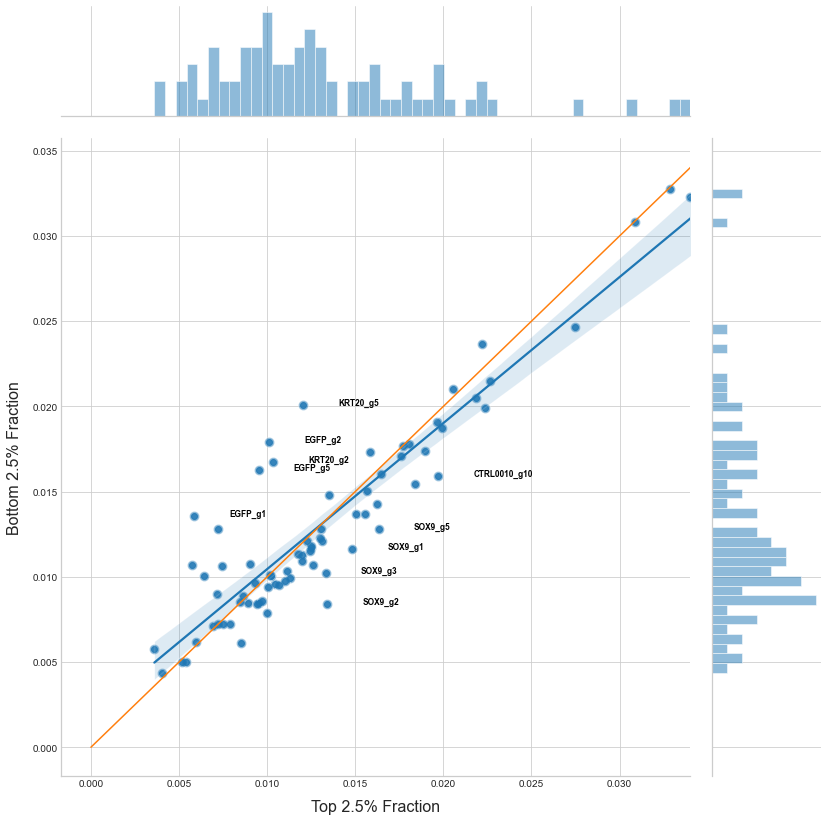 0.035
0.030
0.025
0.020
0.015
0.010
0.005
0.000
Bottom 2.5% Fraction
KRT20_g5
EGFP_g2
KRT20_g2
EGFP_g5
CTRL0010_g10
EGFP_g1
SOX9_g5
SOX9_g1
SOX9_g3
SOX9_g2
0.000 0.005 0.010 0.015 0.020 0.025 0.030
Top 2.5% Fraction